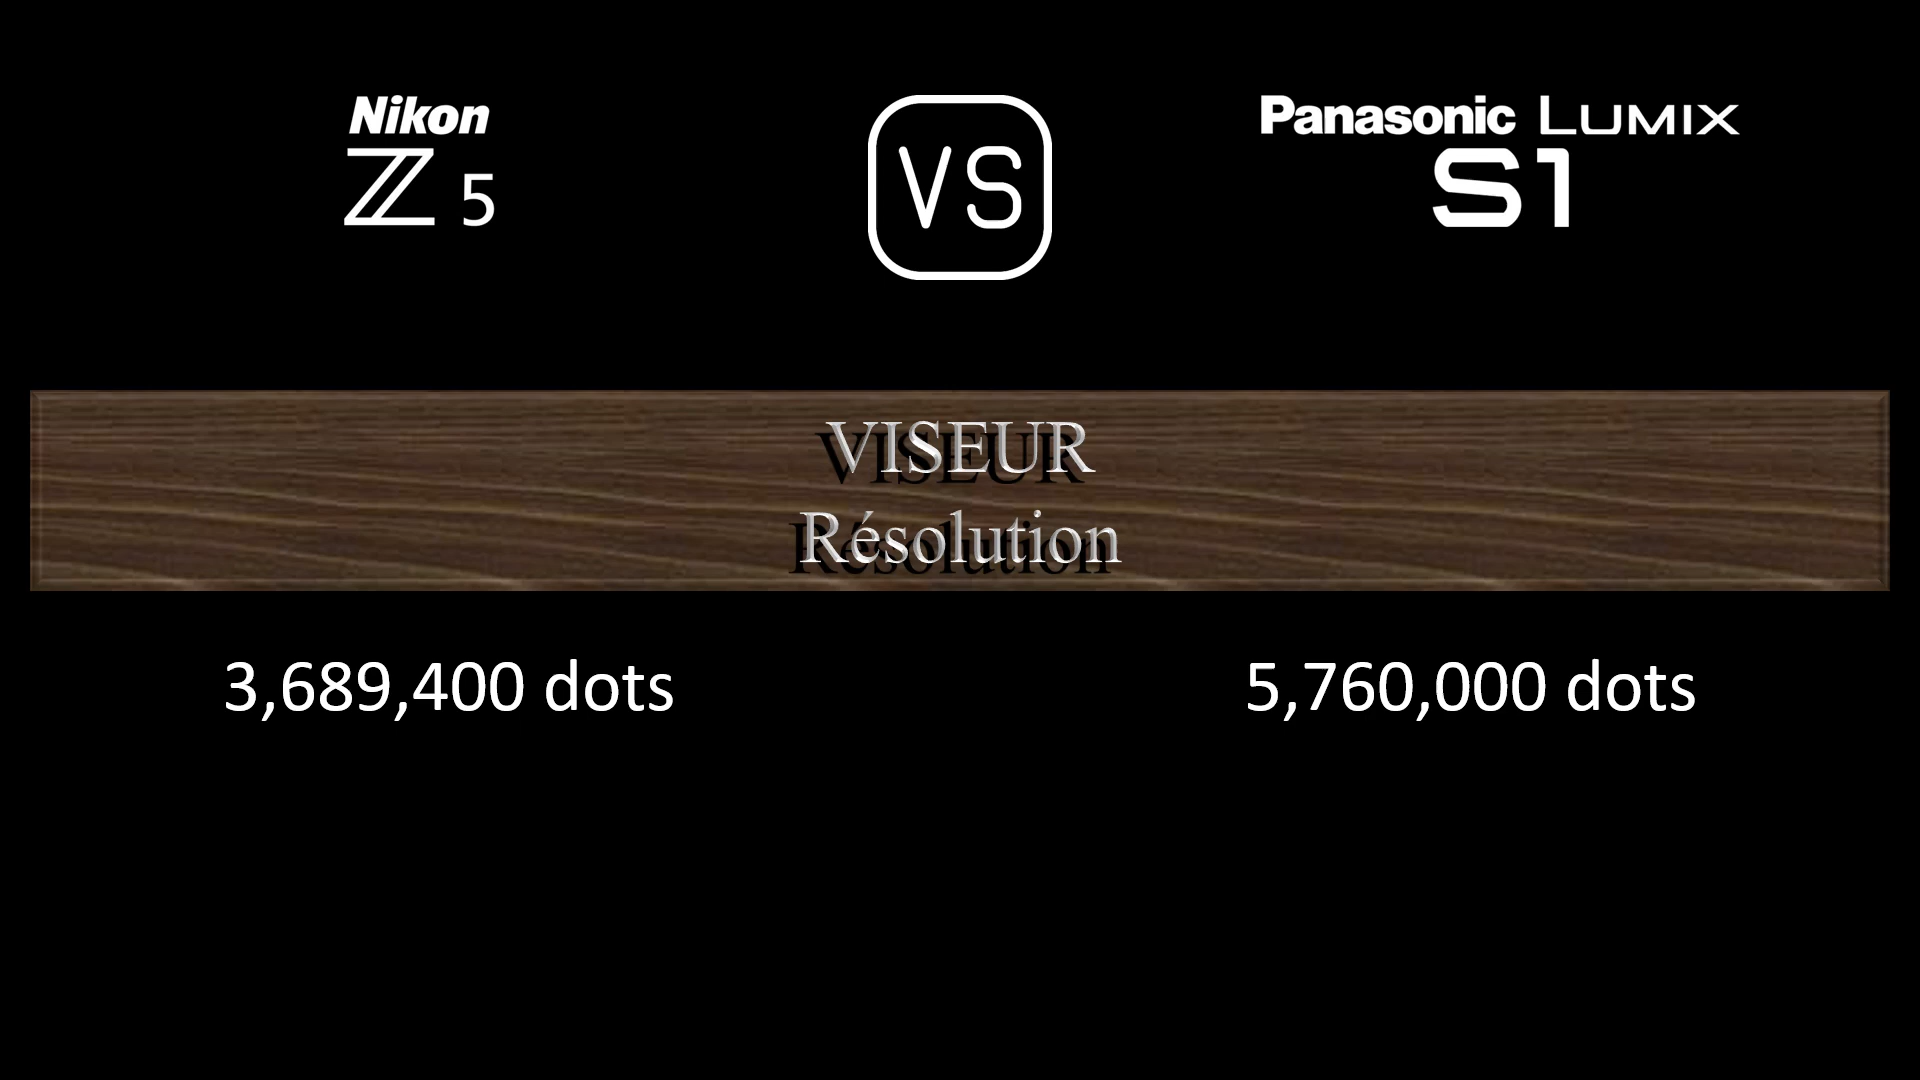 Nikon
Z 5
VS
Panasonic LUMIX
S1
VISEUR
Résolution
3,689,400 dots
5,760,000 dots